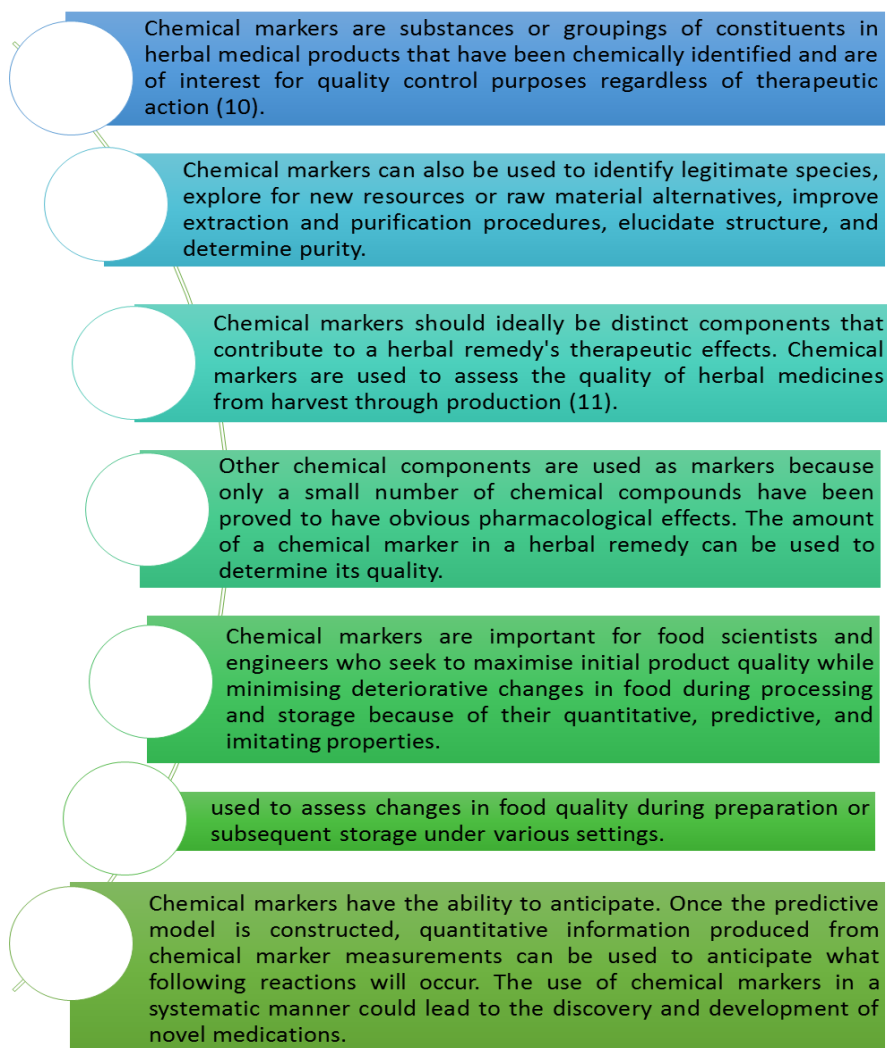 Chemical markers are substances or groupings of constituents in
herbal medical products that have been chemically identified and are
of interest for quality control purposes regardless of therapeutic
action (10).
Chemical markers can also be used to identify legitimate species,
explore for new resources or raw material alternatives, improve
extraction and purification procedures, elucidate structure, and
determine purity.
Chemical markers should ideally be distinct components that
contribute to a herbal remedy's therapeutic effects. Chemical
markers are used to assess the quality of herbal medicines
from harvest through production (11).
Other chemical components are used as markers because
only a small number of chemical compounds have been
proved to have obvious pharmacological effects. The amount
of a chemical marker in a herbal remedy can be used to
determine its quality.
Chemical markers are important for food scientists and
engineers who seek to maximise initial product quality while
minimising deteriorative changes in food during processing
and storage because of their quantitative, predictive, and
imitating properties.
used to assess changes in food quality during preparation or
subsequent storage under various settings.
Chemical markers have the ability to anticipate. Once the predictive
model is constructed, quantitative information produced from
chemical marker measurements can be used to anticipate what
following reactions will occur. The use of chemical markers in a
systematic manner could lead to the discovery and development of
novel medications.